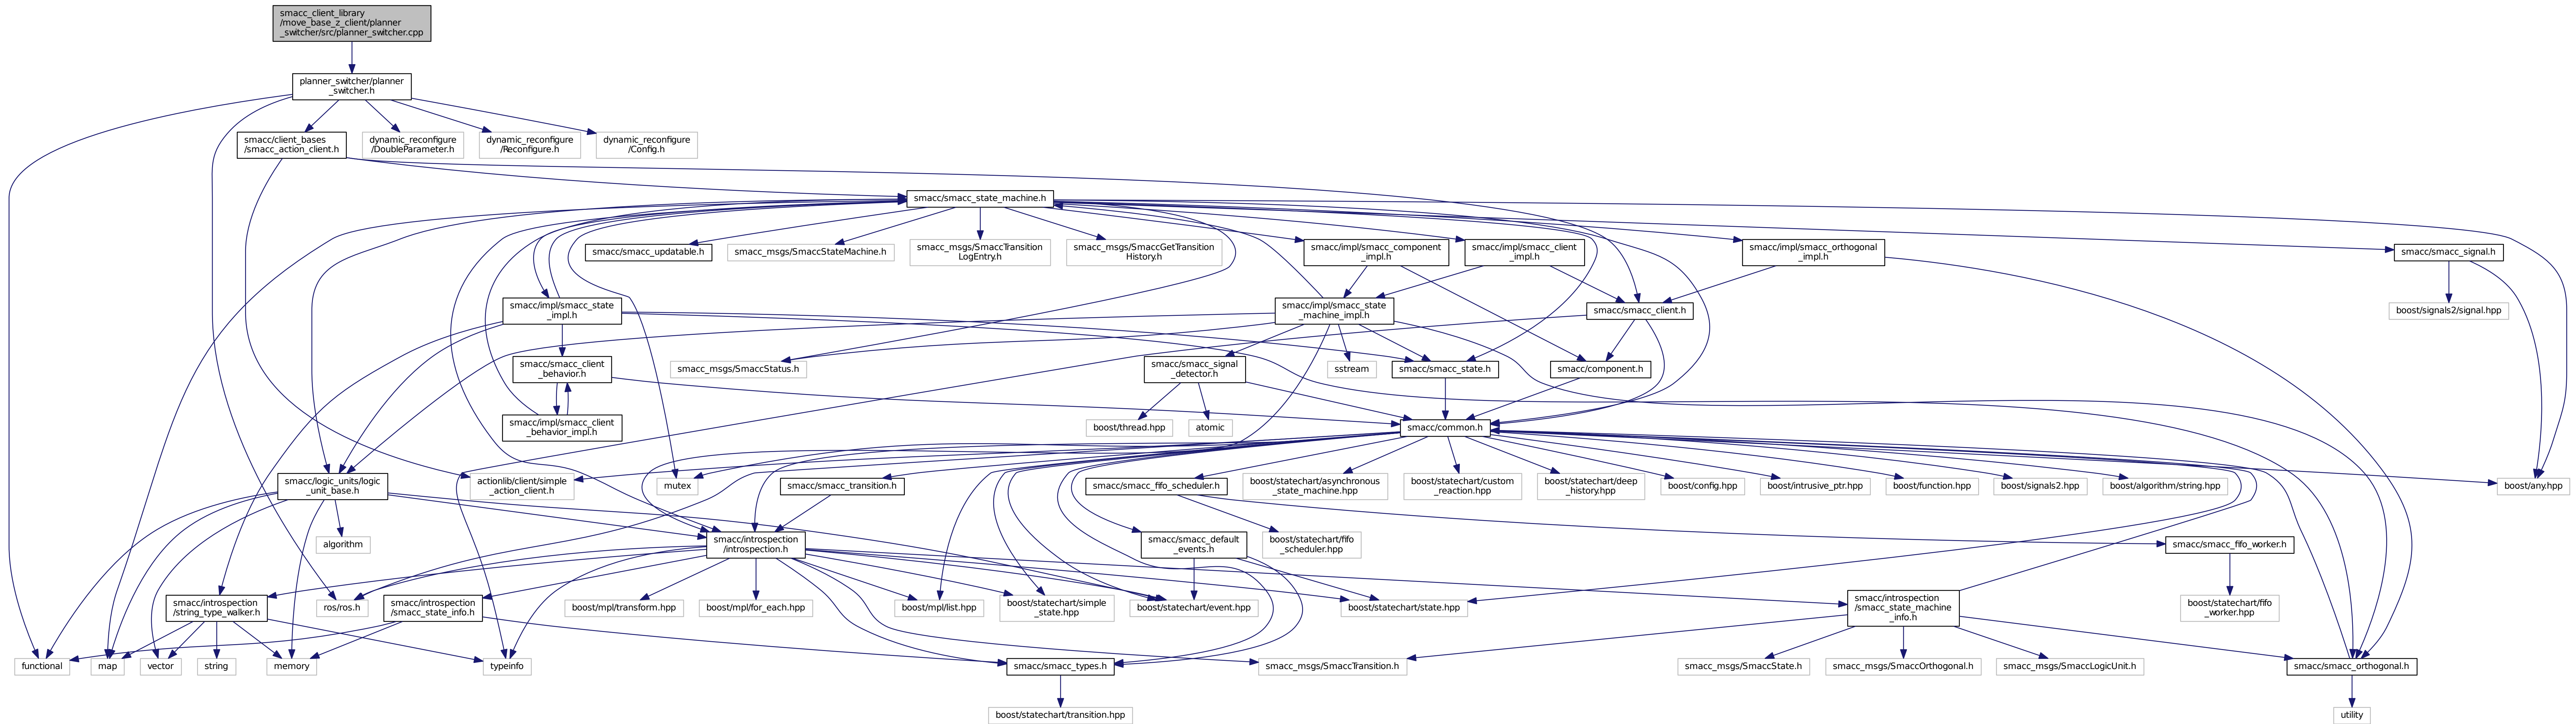 smacc_client_library
/move_base_z_client/planner
_switcher/src/planner_switcher.cpp
planner_switcher/planner
_switcher.h
smacc/client_bases
/smacc_action_client.h
dynamic_reconfigure
/DoubleParameter.h
dynamic_reconfigure
/Reconfigure.h
dynamic_reconfigure
/Config.h
smacc/smacc_state_machine.h
smacc/smacc_updatable.h
smacc_msgs/SmaccStateMachine.h
smacc_msgs/SmaccTransition
LogEntry.h
smacc_msgs/SmaccGetTransition
History.h
smacc/impl/smacc_component
_impl.h
smacc/impl/smacc_client
_impl.h
smacc/impl/smacc_orthogonal
_impl.h
smacc/smacc_signal.h
smacc/impl/smacc_state
_impl.h
smacc/impl/smacc_state
_machine_impl.h
smacc/smacc_client.h
boost/signals2/signal.hpp
smacc/smacc_client
_behavior.h
smacc_msgs/SmaccStatus.h
smacc/smacc_signal
_detector.h
sstream
smacc/smacc_state.h
smacc/component.h
smacc/impl/smacc_client
_behavior_impl.h
boost/thread.hpp
atomic
smacc/common.h
smacc/logic_units/logic
_unit_base.h
actionlib/client/simple
_action_client.h
mutex
smacc/smacc_transition.h
smacc/smacc_fifo_scheduler.h
boost/statechart/asynchronous
_state_machine.hpp
boost/statechart/custom
_reaction.hpp
boost/statechart/deep
_history.hpp
boost/config.hpp
boost/intrusive_ptr.hpp
boost/function.hpp
boost/signals2.hpp
boost/algorithm/string.hpp
boost/any.hpp
algorithm
smacc/introspection
/introspection.h
smacc/smacc_default
_events.h
boost/statechart/fifo
_scheduler.hpp
smacc/smacc_fifo_worker.h
smacc/introspection
/string_type_walker.h
ros/ros.h
smacc/introspection
/smacc_state_info.h
boost/mpl/transform.hpp
boost/mpl/for_each.hpp
boost/mpl/list.hpp
boost/statechart/simple
_state.hpp
boost/statechart/event.hpp
boost/statechart/state.hpp
smacc/introspection
/smacc_state_machine
_info.h
boost/statechart/fifo
_worker.hpp
functional
map
vector
string
memory
typeinfo
smacc/smacc_types.h
smacc_msgs/SmaccTransition.h
smacc_msgs/SmaccState.h
smacc_msgs/SmaccOrthogonal.h
smacc_msgs/SmaccLogicUnit.h
smacc/smacc_orthogonal.h
boost/statechart/transition.hpp
utility